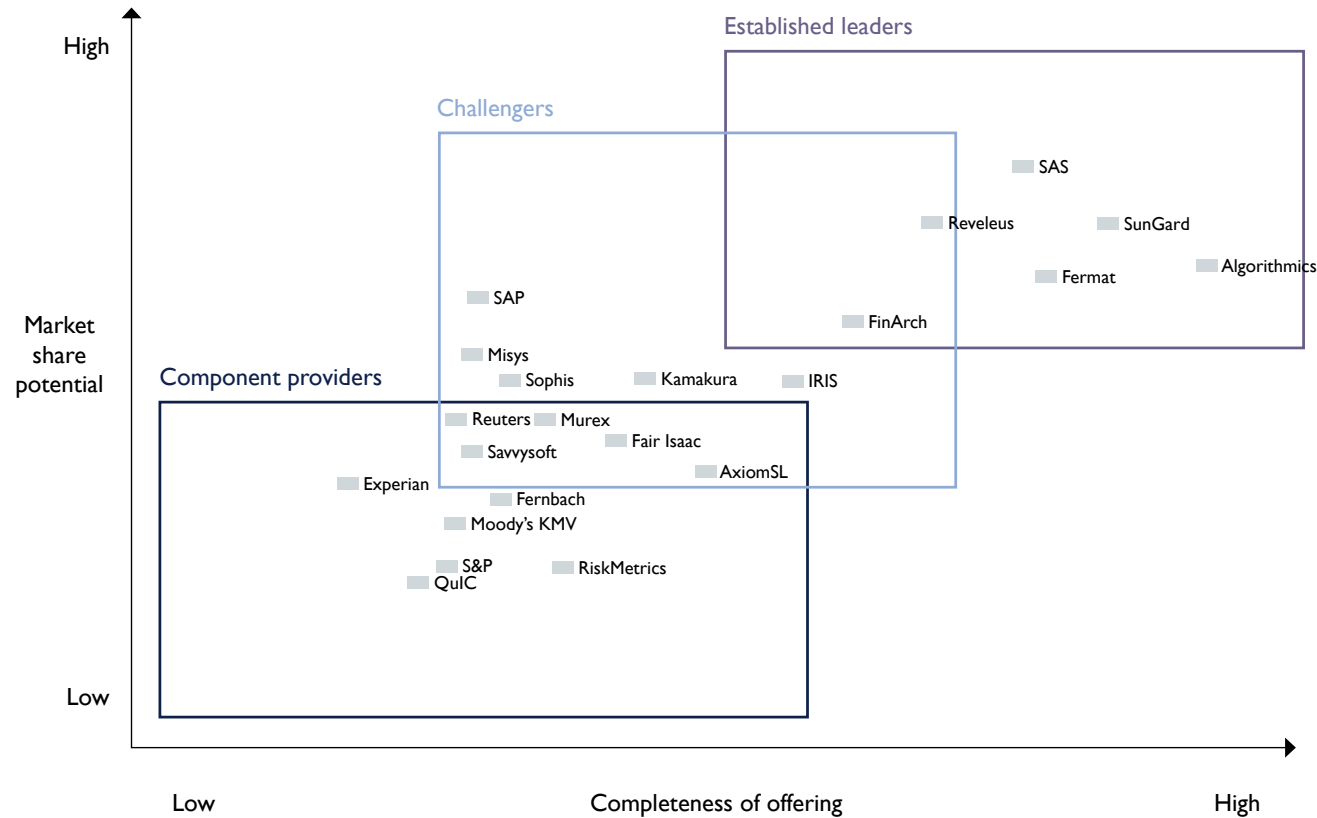 Established leaders
High
Challengers
SAS
Reveleus
SunGard
Algorithmics
Fermat
SAP
FinArch
Market
share
potential
Misys
Component providers
Sophis
Kamakura
IRIS
Reuters
Murex
Fair Isaac
Savvysoft
AxiomSL
Experian
Fernbach
Moody's KMV
S&P
RiskMetrics
QuIC
Low
Low
Completeness of offering
High